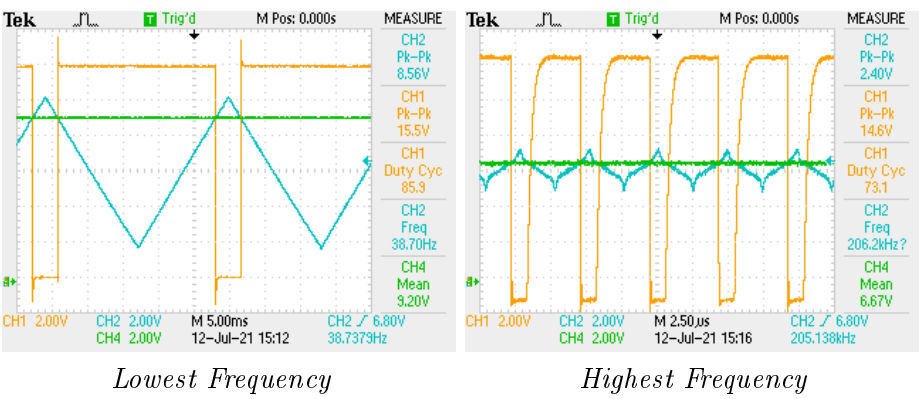 Tek Trig'd M Pos: 0.000s MEASURE
CH2
Pk-Pk
8.56V
CH1
Pk-Pk
15.5V
CH1
Duty Cyc
85.9
CH2
Freq
38.70Hz
CH4
Mean
9.20V
CH1 2.00V CH2 2.00V M 5.00ms CH2 6.80V
CH4 2.00V 12-Jul-21 15:12 38.7379Hz
Lowest Frequency
Tek Trig'd M Pos: 0.000s MEASURE
CH2
Pk-Pk
2.40V
CH1
Pk-Pk
14.6V
CH1
Duty Cyc
73.1
CH2
Freq
206.2kHz?
CH4
Mean
6.67V
CH1 2.00V CH2 2.00V M 2.50µs CH2 6.80V
CH4 2.00V 12-Jul-21 15:16 205.138kHz
Highest Frequency